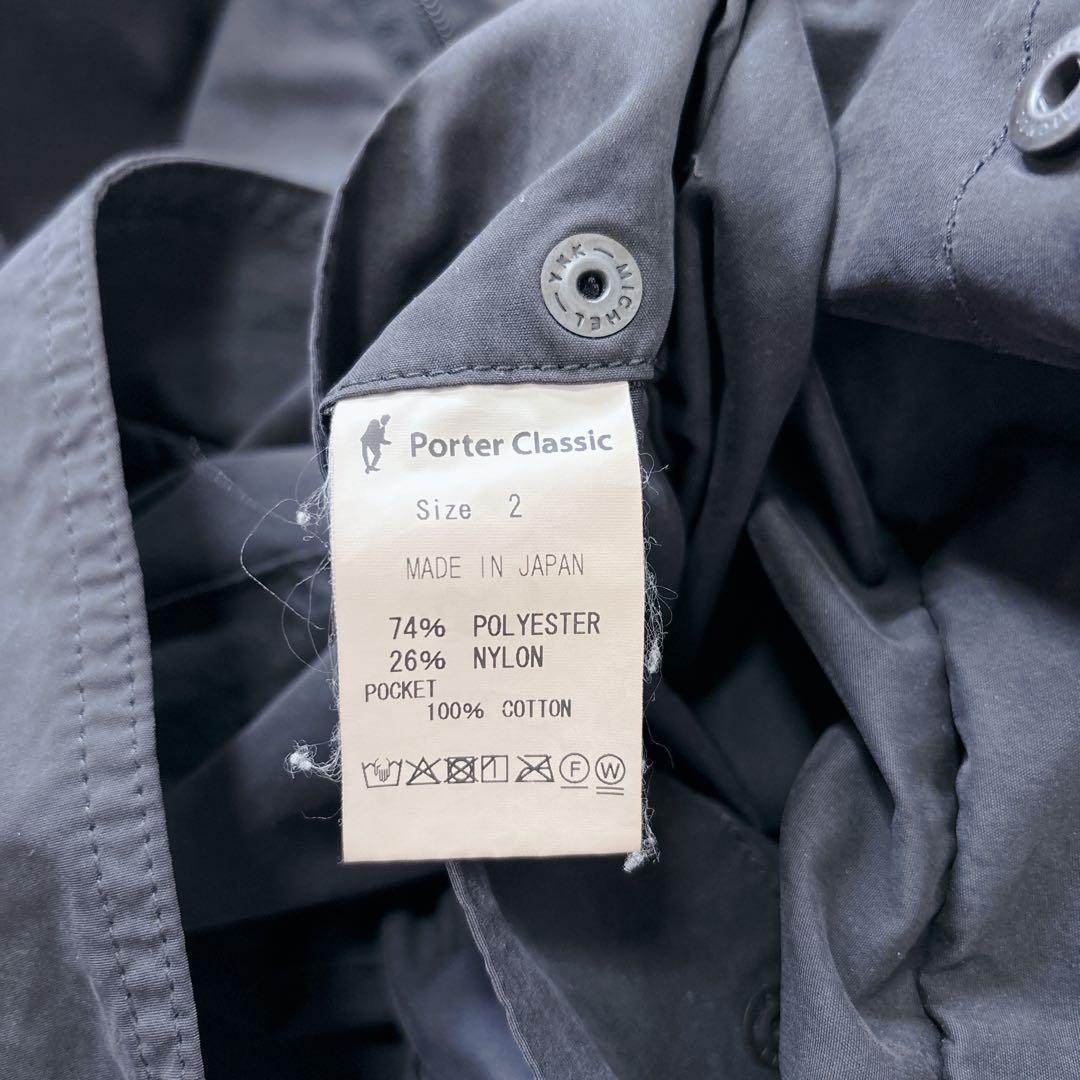 YKK
MICHEL
Porter Classic
Size 2
MADE IN JAPAN
74% POLYESTER
26% NYLON
POCKET
100% COTTON
F W